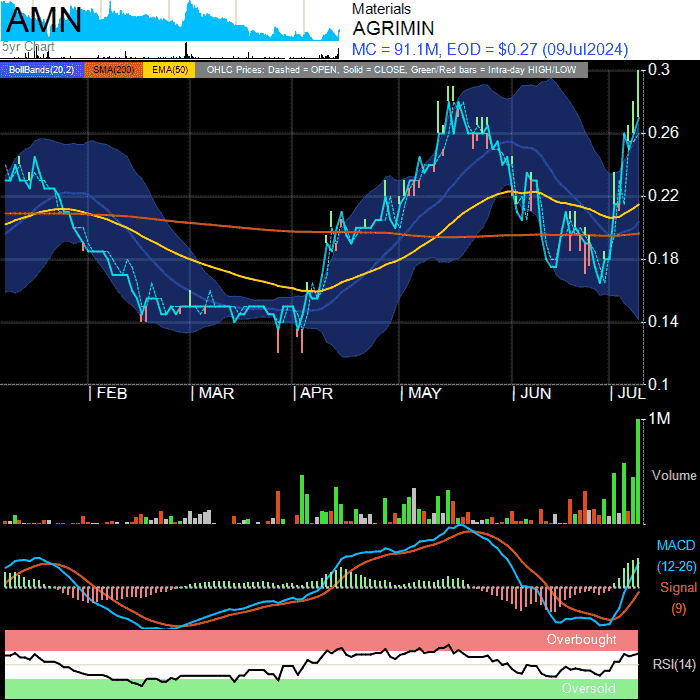 AMN
5yr Chart
Materials
AGRIMIN
MC = 91.1M, EOD = $0.27 (09Jul2024)
BollBands(20,2) SMA(200) EMA(50) OHLC Prices: Dashed = OPEN, Solid = CLOSE, Green/Red bars = Intra-day HIGH/LOW
0.3
0.26
0.22
0.18
0.14
0.1
| FEB | MAR | APR | MAY | JUN | JUL
1M
Volume
MACD
(12-26)
Signal
(9)
Overbought
RSI(14)
Oversold